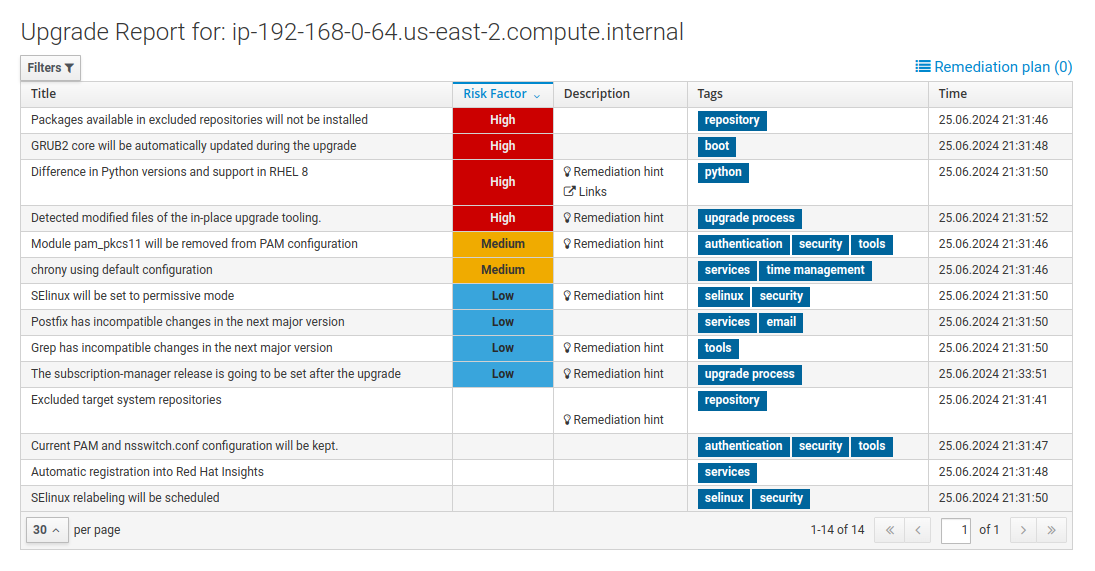 Upgrade Report for: ip-192-168-0-64.us-east-2.compute.internal
Filters
Remediation plan (0)
Title Risk Factor Description Tags Time
Packages available in excluded repositories will not be installed High repository 25.06.2024 21:31:46
GRUB2 core will be automatically updated during the upgrade High boot 25.06.2024 21:31:48
Difference in Python versions and support in RHEL 8 High Remediation hint python 25.06.2024 21:31:50
Links
Detected modified files of the in-place upgrade tooling. High Remediation hint upgrade process 25.06.2024 21:31:52
Module pam_pkcs11 will be removed from PAM configuration Medium Remediation hint authentication security tools 25.06.2024 21:31:46
chrony using default configuration Medium services time management 25.06.2024 21:31:46
SElinux will be set to permissive mode Low Remediation hint selinux security 25.06.2024 21:31:50
Postfix has incompatible changes in the next major version Low services email 25.06.2024 21:31:50
Grep has incompatible changes in the next major version Low Remediation hint tools 25.06.2024 21:31:50
The subscription-manager release is going to be set after the upgrade Low Remediation hint upgrade process 25.06.2024 21:33:51
Excluded target system repositories repository 25.06.2024 21:31:41
Remediation hint
Current PAM and nsswitch.conf configuration will be kept. authentication security tools 25.06.2024 21:31:47
Automatic registration into Red Hat Insights services 25.06.2024 21:31:48
SElinux relabeling will be scheduled selinux security 25.06.2024 21:31:50
30 per page 1-14 of 14 « ‹ 1 of 1 › »